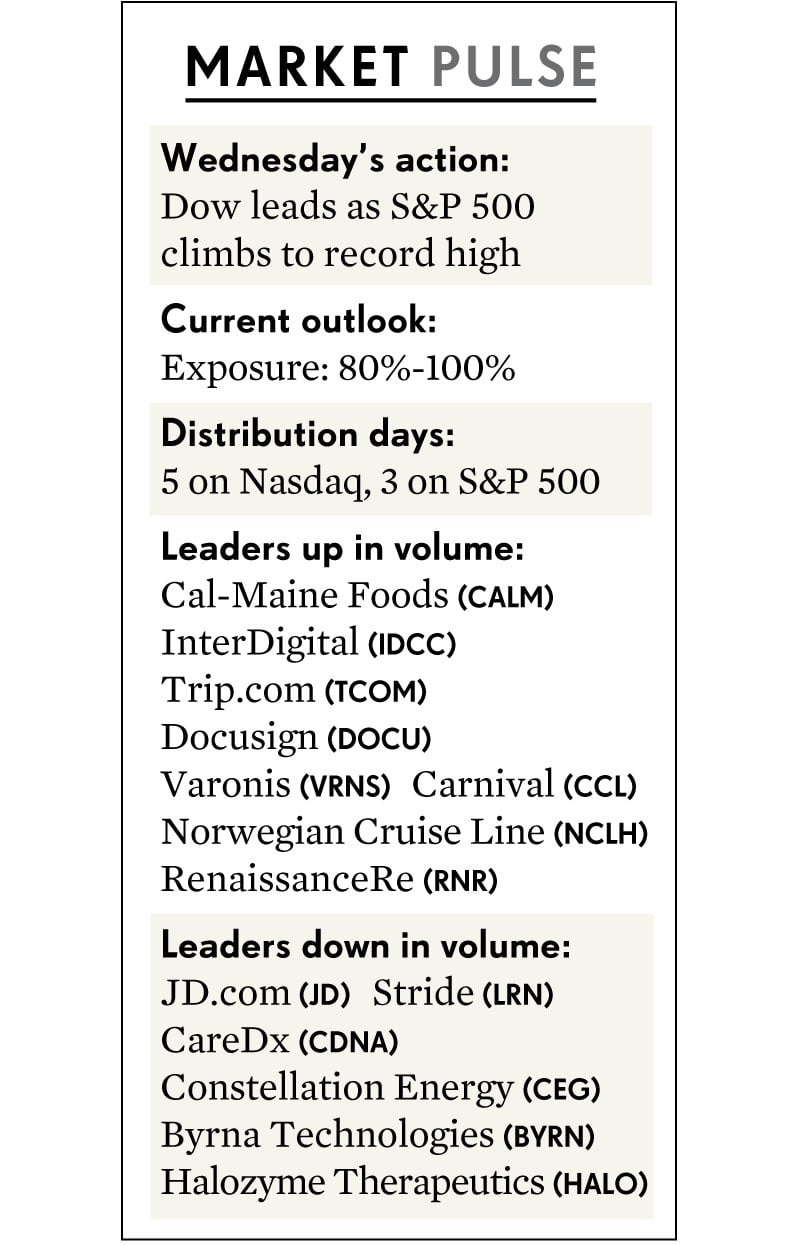 MARKET PULSE
Wednesday's action:
Dow leads as S&P 500
climbs to record high
Current outlook:
Exposure: 80%-100%
Distribution days:
5 on Nasdaq, 3 on S&P 500
Leaders up in volume:
Cal-Maine Foods (CALM)
InterDigital (IDCC)
Trip.com (TCOM)
Docusign (DOCU)
Varonis (VRNS) Carnival (CCL)
Norwegian Cruise Line (NCLH)
RenaissanceRe (RNR)
Leaders down in volume:
JD.com (JD) Stride (LRN)
CareDx (CDNA)
Constellation Energy (CEG)
Byrna Technologies (BYRN)
Halozyme Therapeutics (HALO)